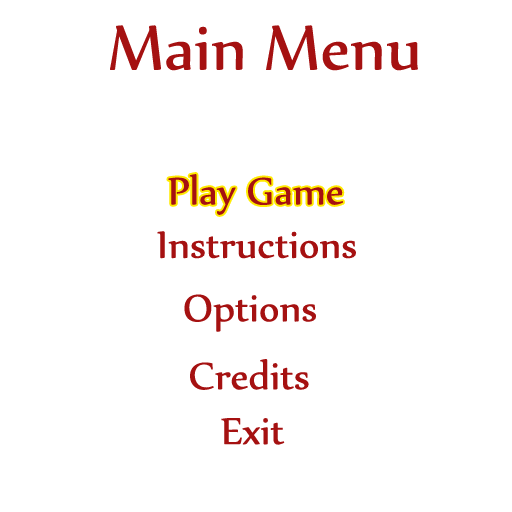 Main Menu
Play Game
Instructions
Options
Credits
Exit